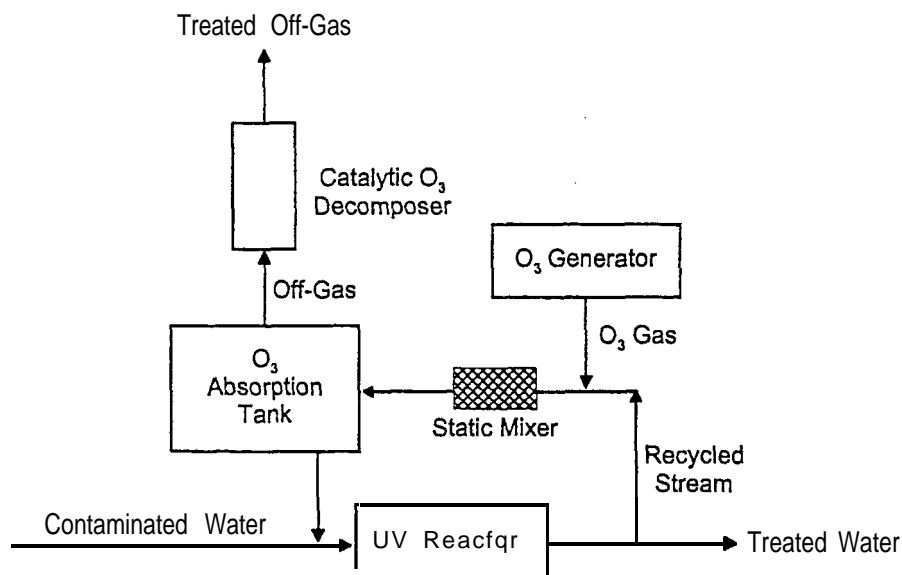 Treated Off-Gas
Catalytic O₃
Decomposer
O₃ Generator
Off-Gas
O₃ Gas
O₃
Absorption
Tank
Static Mixer
Recycled
Stream
Contaminated Water
UV Reacfqr
Treated Water